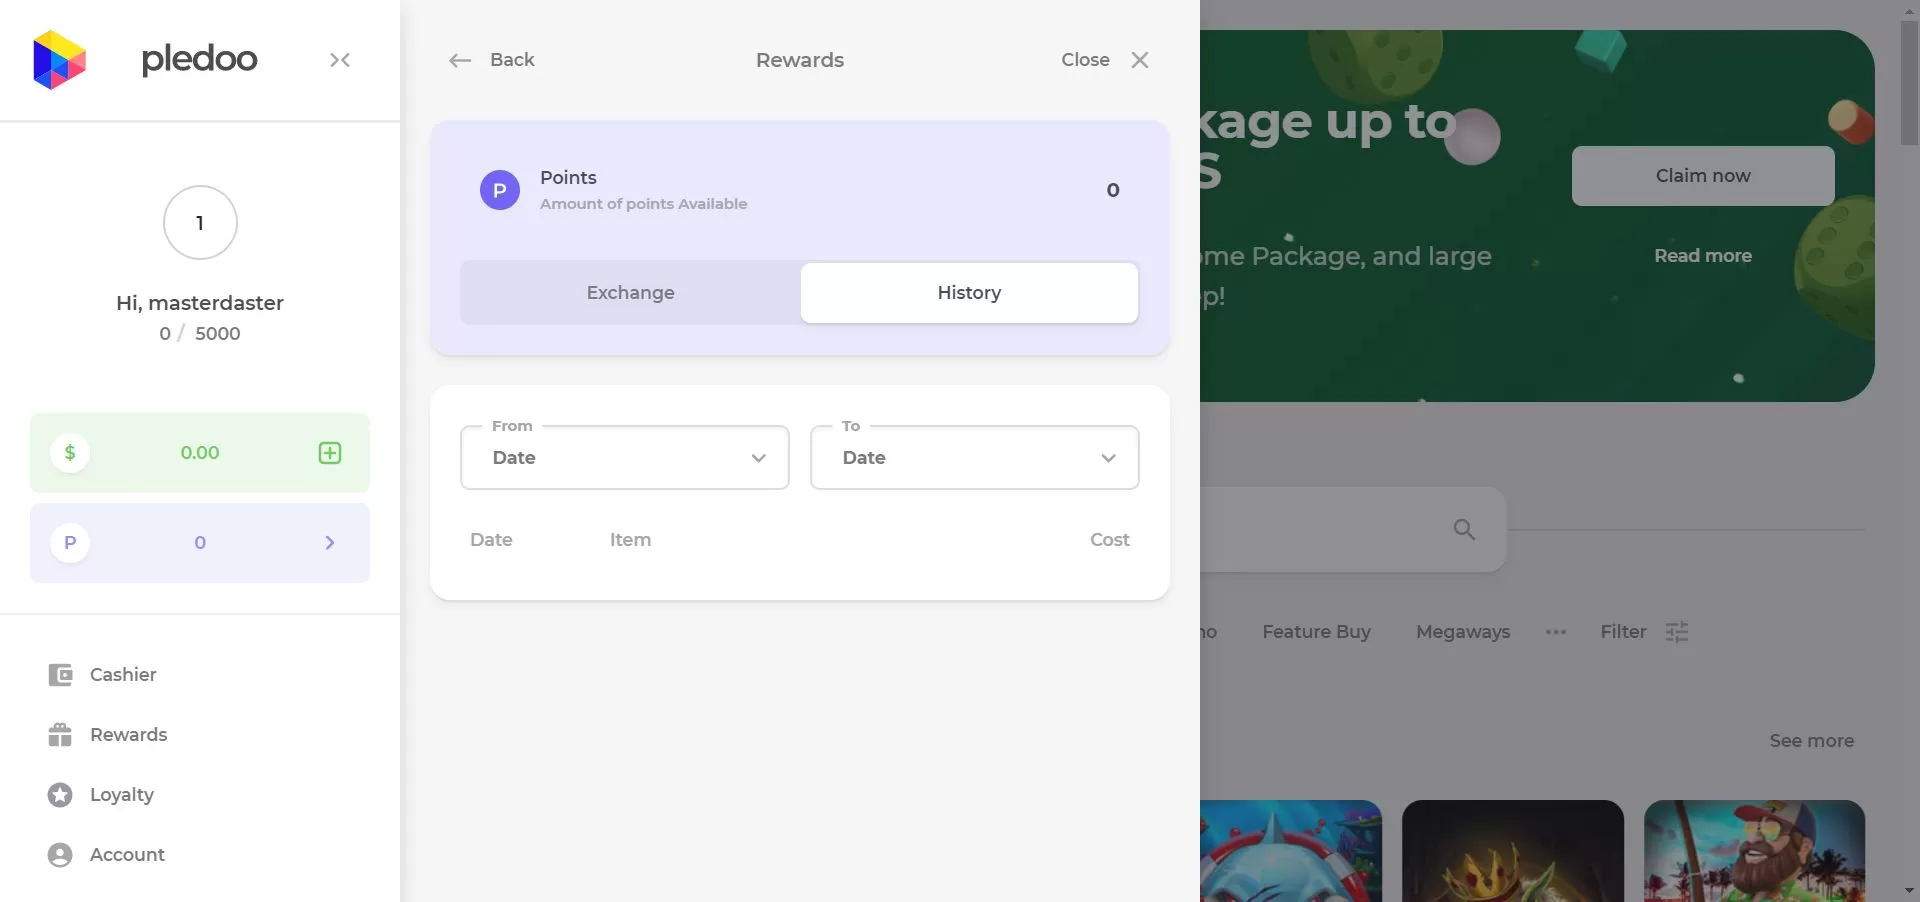 pledoo
1
Hi, masterdaster
0 / 5000
$ 0.00
P 0
Cashier
Rewards
Loyalty
Account
Back
Rewards
Close
P
Points
Amount of points Available
0
Exchange
History
From
Date
To
Date
Date
Item
Cost
kage up to
S
ome Package, and large
ep!
Claim now
Read more
no
Feature Buy
Megaways
Filter
See more